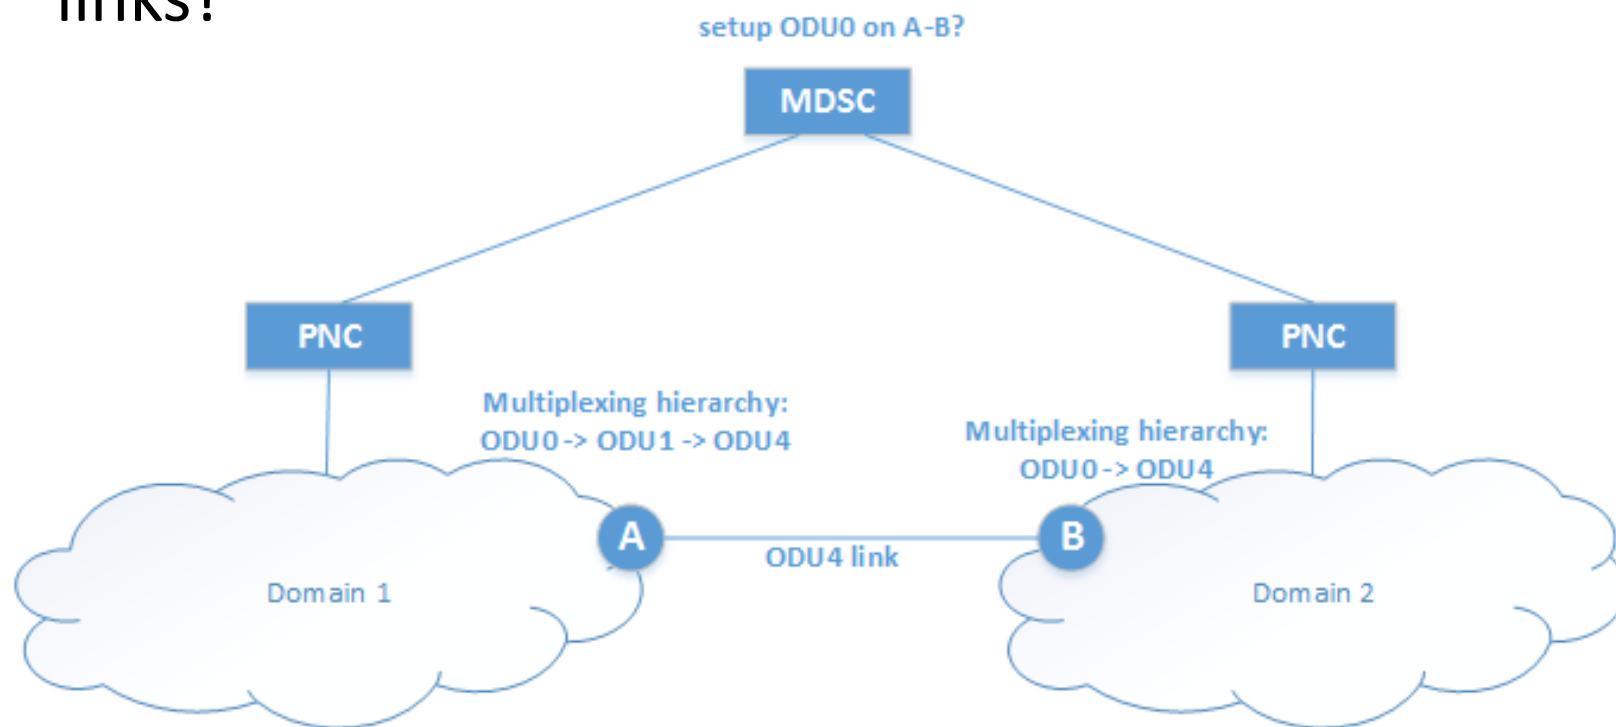 links?
setup ODU0 on A-B?
MDSC
PNC
PNC
Multiplexing hierarchy:
ODU0 -> ODU1 -> ODU4
Multiplexing hierarchy:
ODU0 -> ODU4
A
B
ODU4 link
Domain 1
Domain 2